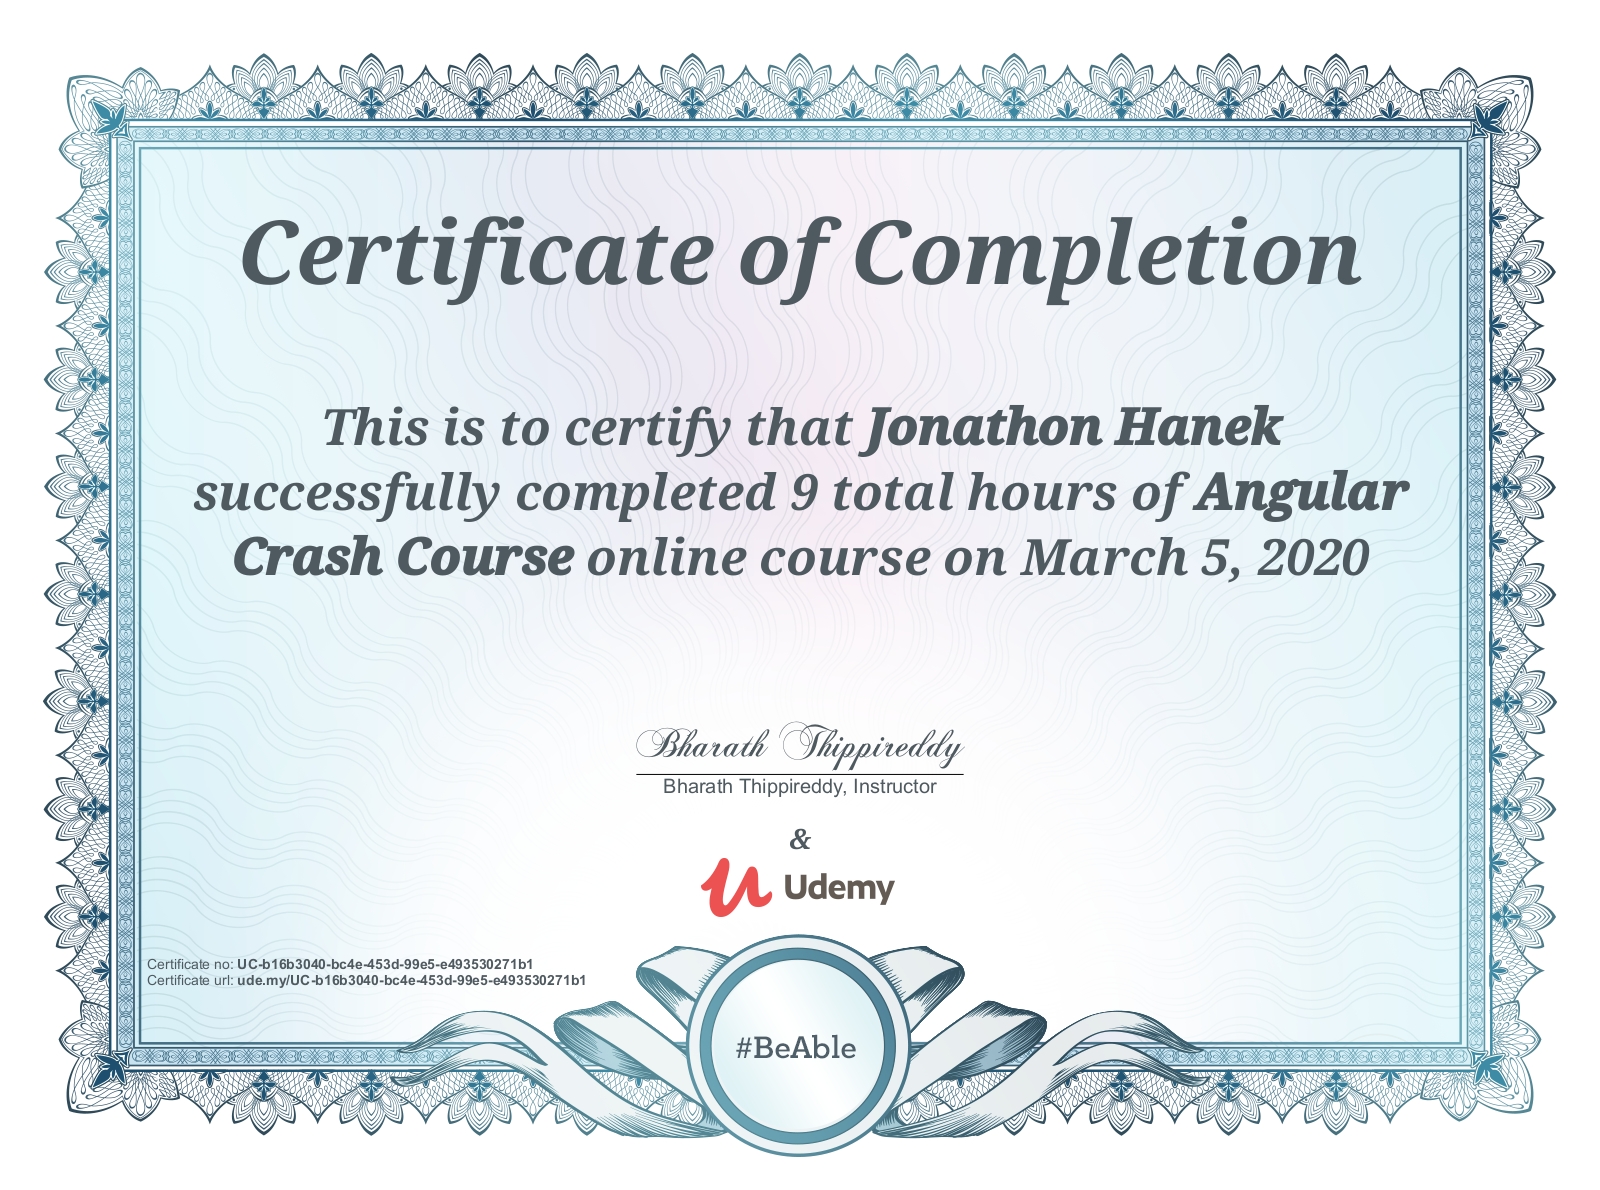 Certificate of Completion
This is to certify that Jonathon Hanek
successfully completed 9 total hours of Angular
Crash Course online course on March 5, 2020
Bharath Thippireddy
Bharath Thippireddy, Instructor
&
Udemy
Certificate no: UC-b16b3040-bc4e-453d-99e5-e493530271b1
Certificate url: ude.my/UC-b16b3040-bc4e-453d-99e5-e493530271b1
#BeAble